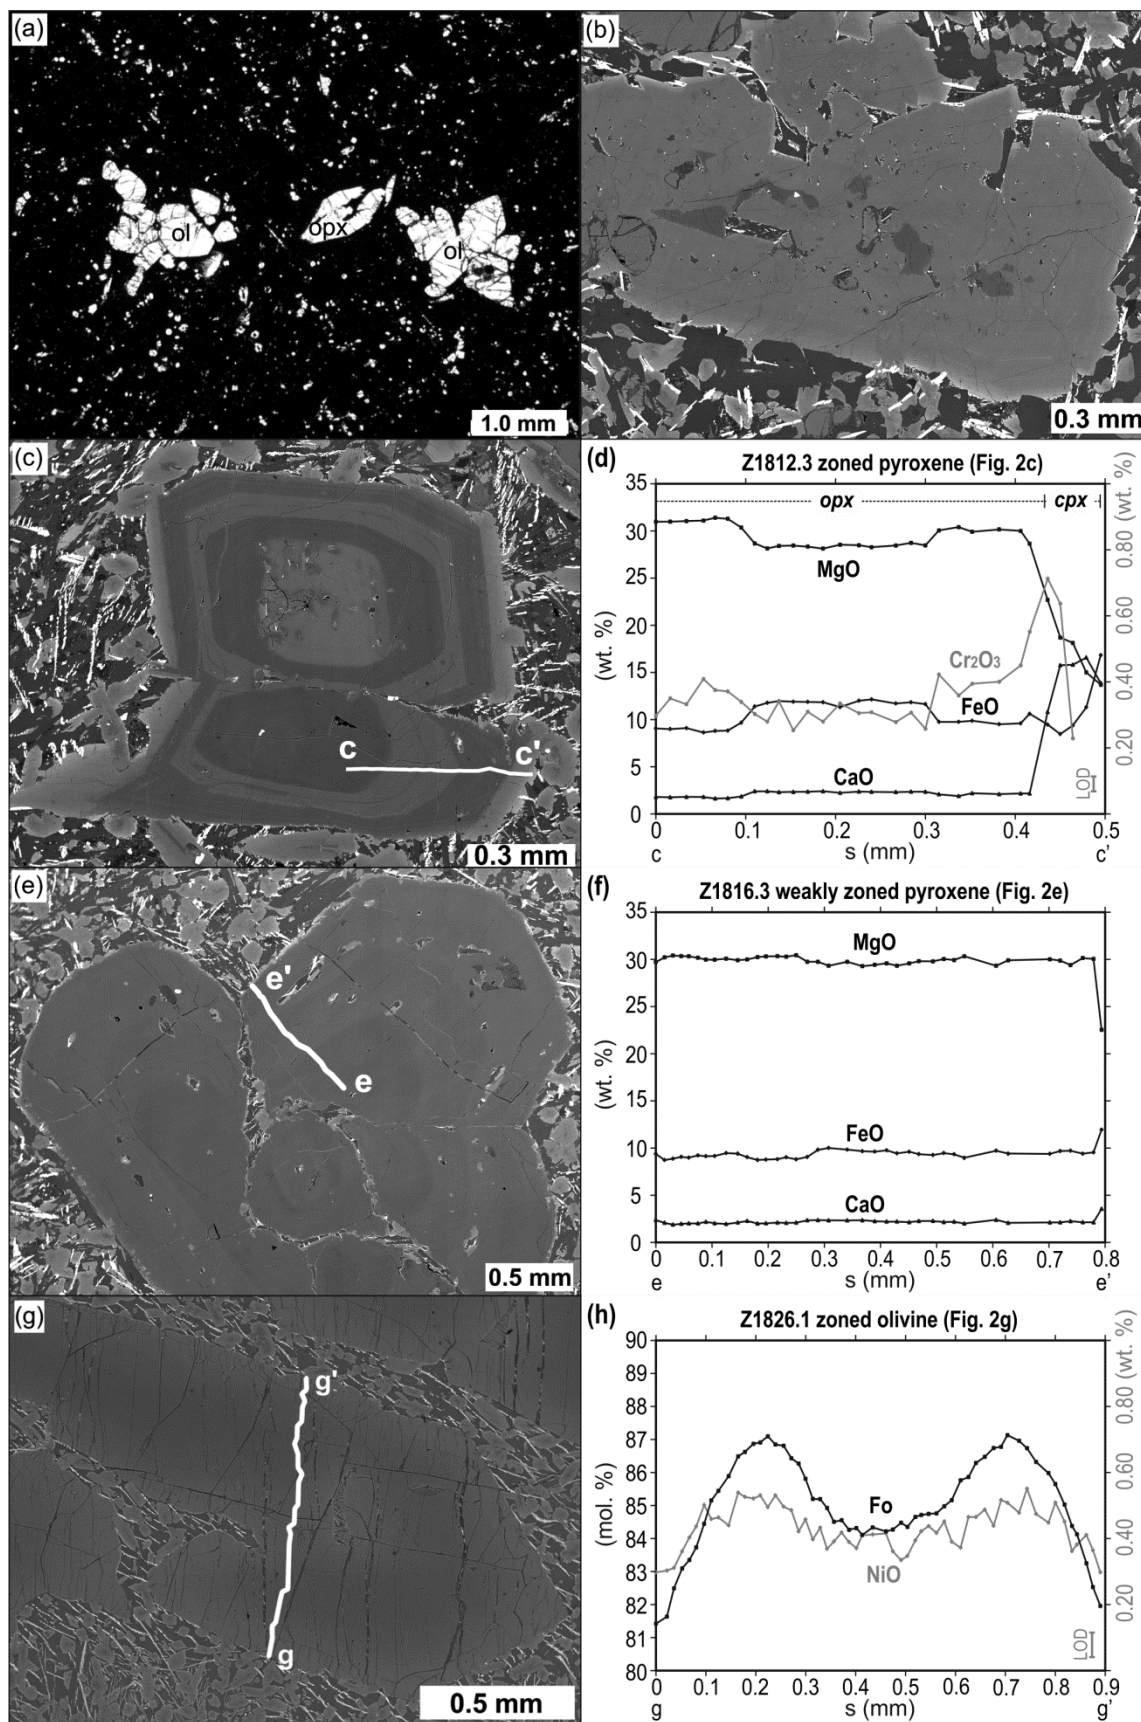 (a)
ol
opx
ol
1.0 mm
(b)
0.3 mm
(c)
c
c'
0.3 mm
(d)
Z1812.3 zoned pyroxene (Fig. 2c)
opx
cpx
MgO
Cr₂O₃
FeO
CaO
LOD
35
30
25
20
15
10
5
0
(wt. %)
0.80
0.60
0.40
0.20
(wt. %)
0 0.1 0.2 0.3 0.4 0.5
c s (mm) c'
(e)
e'
e
0.5 mm
(f)
Z1816.3 weakly zoned pyroxene (Fig. 2e)
MgO
FeO
CaO
35
30
25
20
15
10
5
0
(wt. %)
0 0.1 0.2 0.3 0.4 0.5 0.6 0.7 0.8
e s (mm) e'
(g)
g'
g
0.5 mm
(h)
Z1826.1 zoned olivine (Fig. 2g)
Fo
NiO
LOD
90
89
88
87
86
85
84
83
82
81
80
(mol. %)
0.80
0.60
0.40
0.20
(wt. %)
0 0.1 0.2 0.3 0.4 0.5 0.6 0.7 0.8 0.9
g s (mm) g'